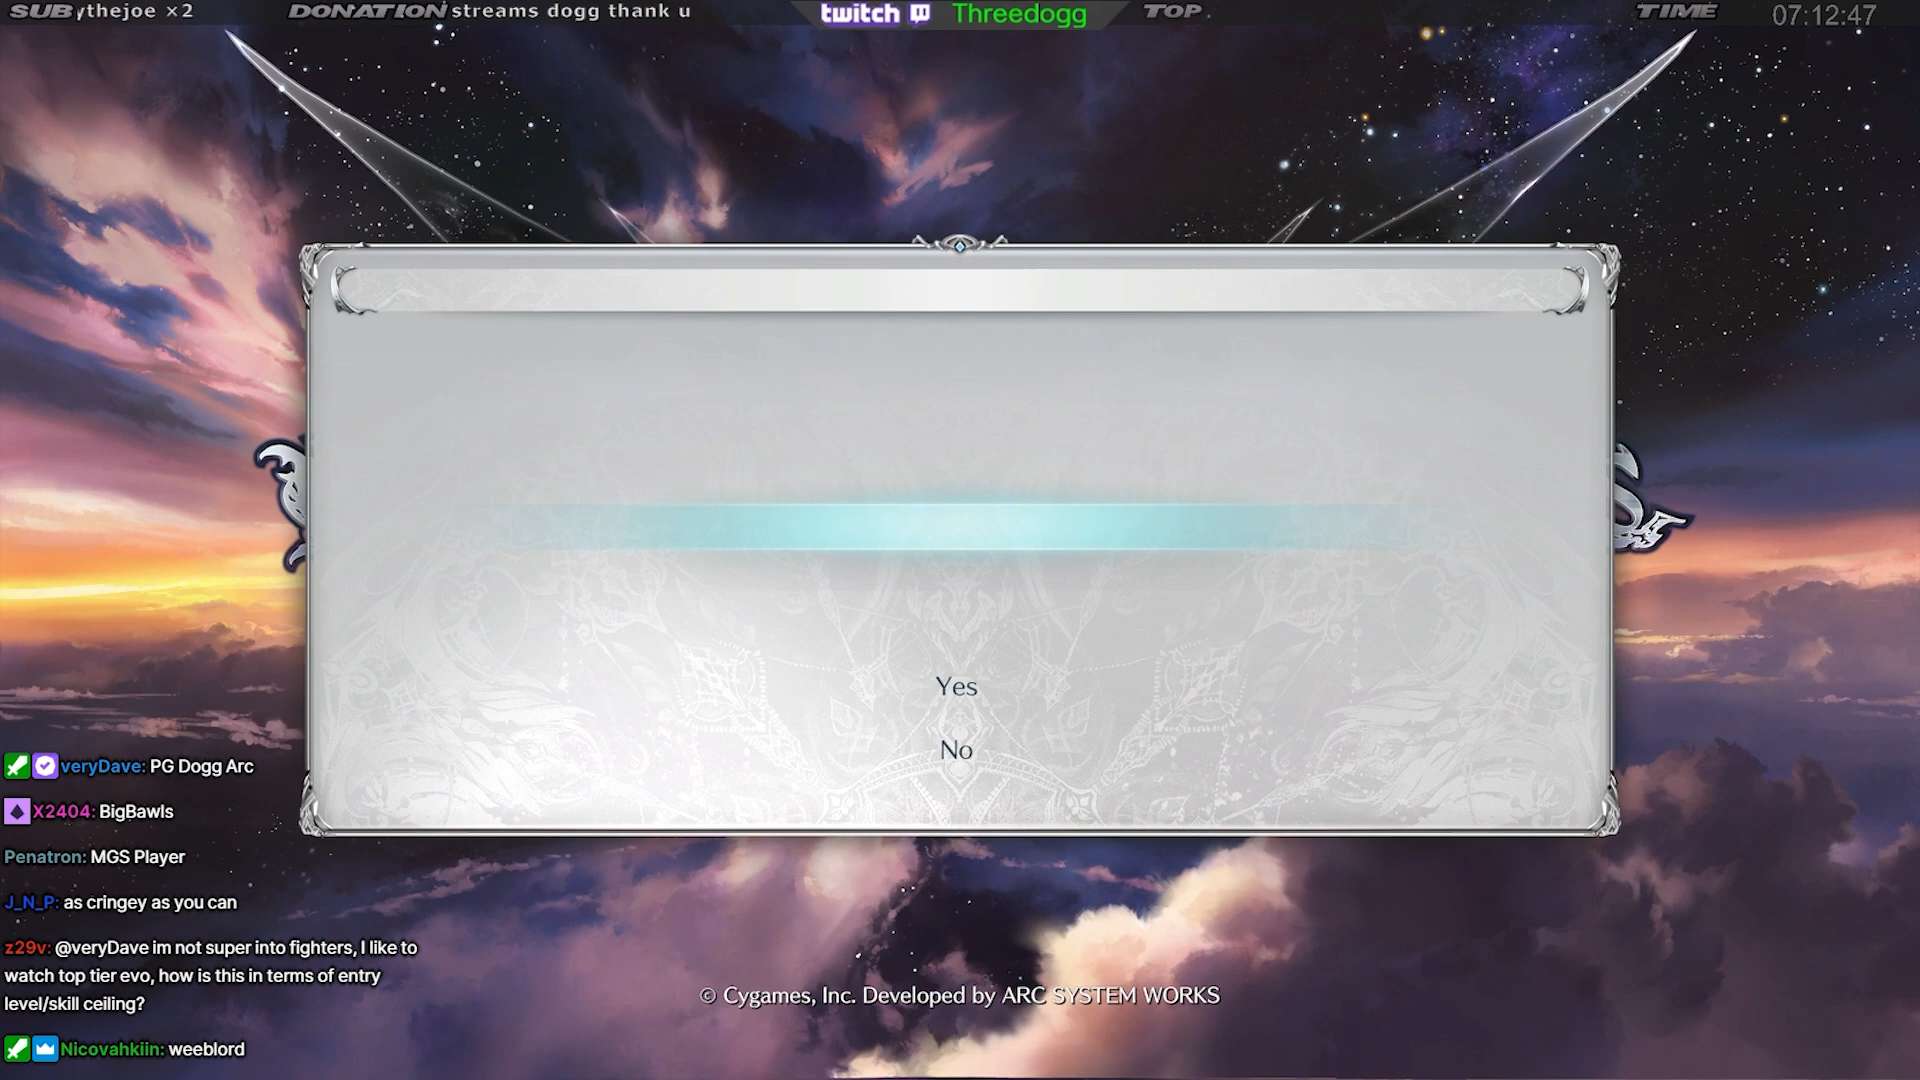 SUB ythejoe ×2 DONATION streams dogg thank u twitch Threedogg TOP . TIME 07:12:47
Yes
No
veryDave: PG Dogg Arc
X2404: BigBawls
Penatron: MGS Player
J_N_P: as cringey as you can
z29v: @veryDave im not super into fighters, I like to
watch top tier evo, how is this in terms of entry
level/skill ceiling?
Nicovahkiin: weeblord
© Cygames, Inc. Developed by ARC SYSTEM WORKS